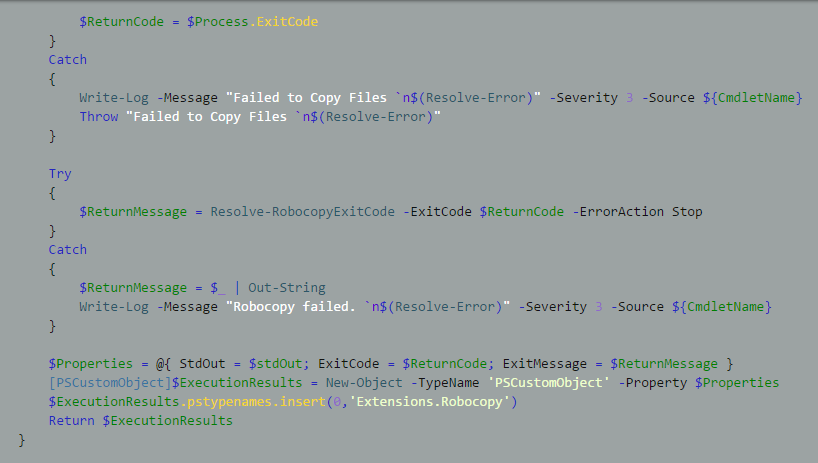 $ReturnCode = $Process.ExitCode
}
Catch
{
Write-Log -Message "Failed to Copy Files `n$(Resolve-Error)" -Severity 3 -Source ${CmdletName}
Throw "Failed to Copy Files `n$(Resolve-Error)"
}
Try
{
$ReturnMessage = Resolve-RobocopyExitCode -ExitCode $ReturnCode -ErrorAction Stop
}
Catch
{
$ReturnMessage = $_ | Out-String
Write-Log -Message "Robocopy failed. `n$(Resolve-Error)" -Severity 3 -Source ${CmdletName}
}
$Properties = @{ StdOut = $stdOut; ExitCode = $ReturnCode; ExitMessage = $ReturnMessage }
[PSCustomObject]$ExecutionResults = New-Object -TypeName 'PSCustomObject' -Property $Properties
$ExecutionResults.pstypenames.insert(0,'Extensions.Robocopy')
Return $ExecutionResults
}